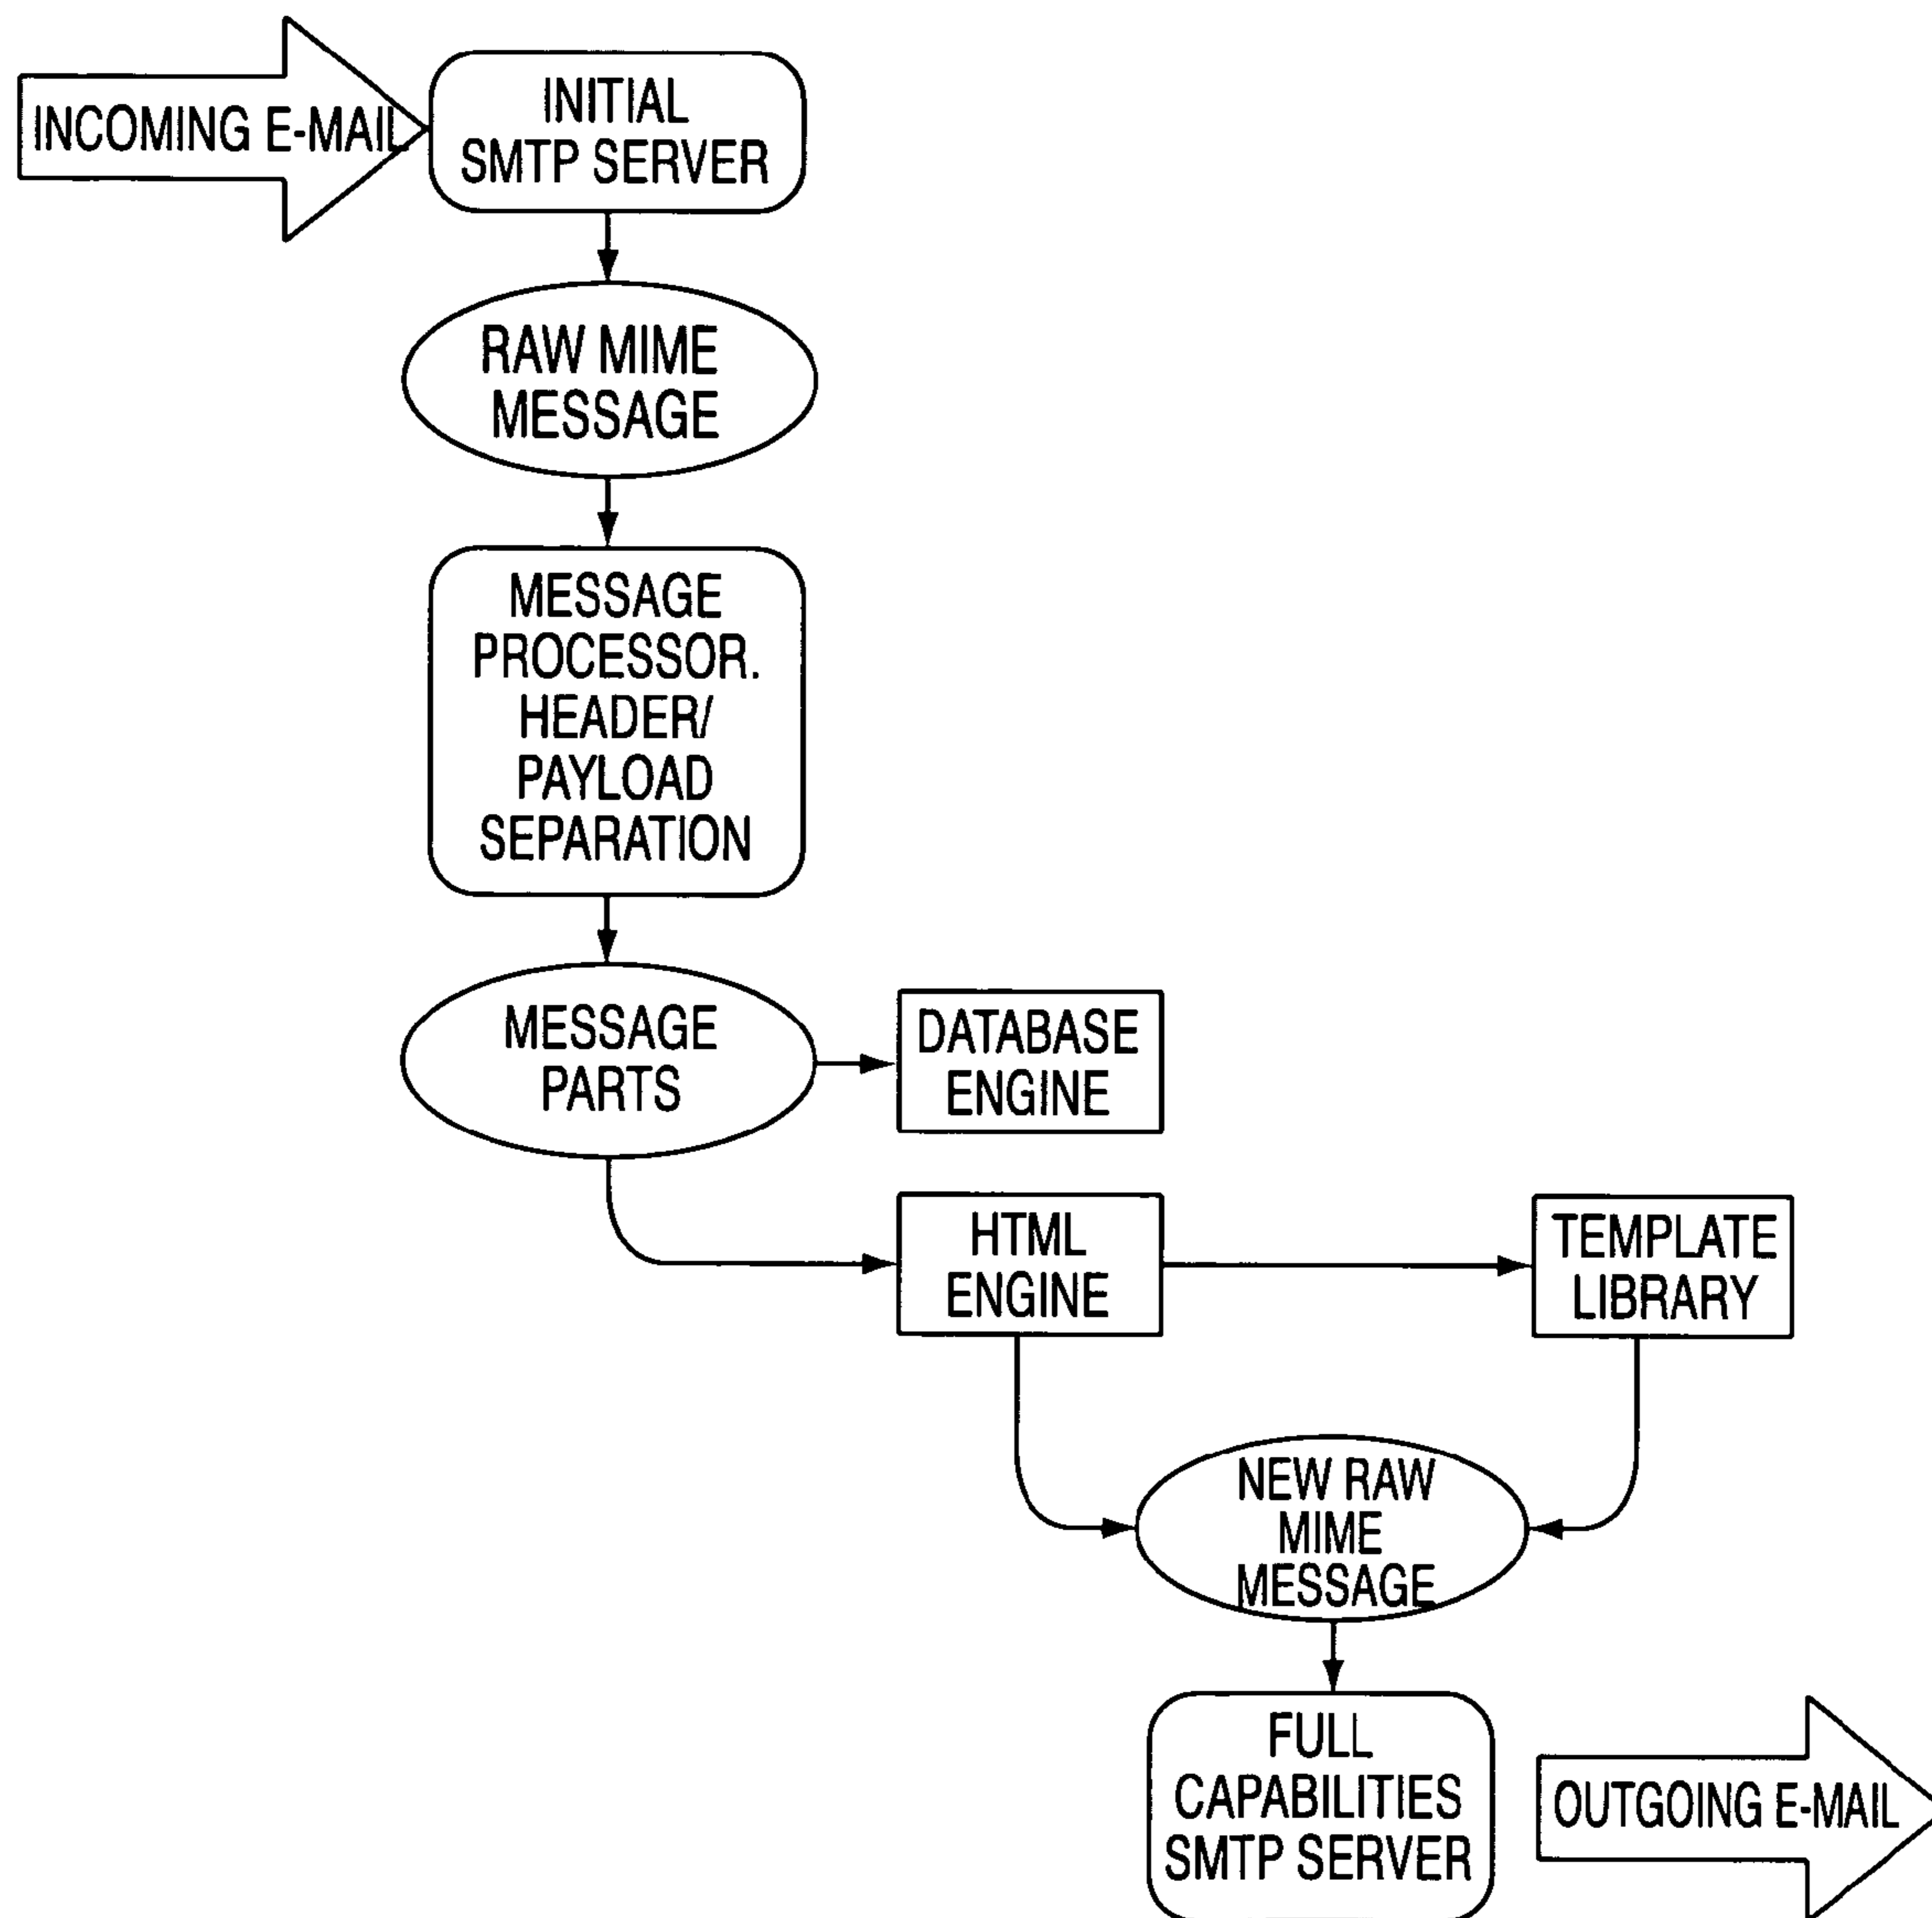 INCOMING E-MAIL
INITIAL
SMTP SERVER
RAW MIME
MESSAGE
MESSAGE
PROCESSOR.
HEADER/
PAYLOAD
SEPARATION
MESSAGE
PARTS
DATABASE
ENGINE
HTML
ENGINE
TEMPLATE
LIBRARY
NEW RAW
MIME
MESSAGE
FULL
CAPABILITIES
SMTP SERVER
OUTGOING E-MAIL